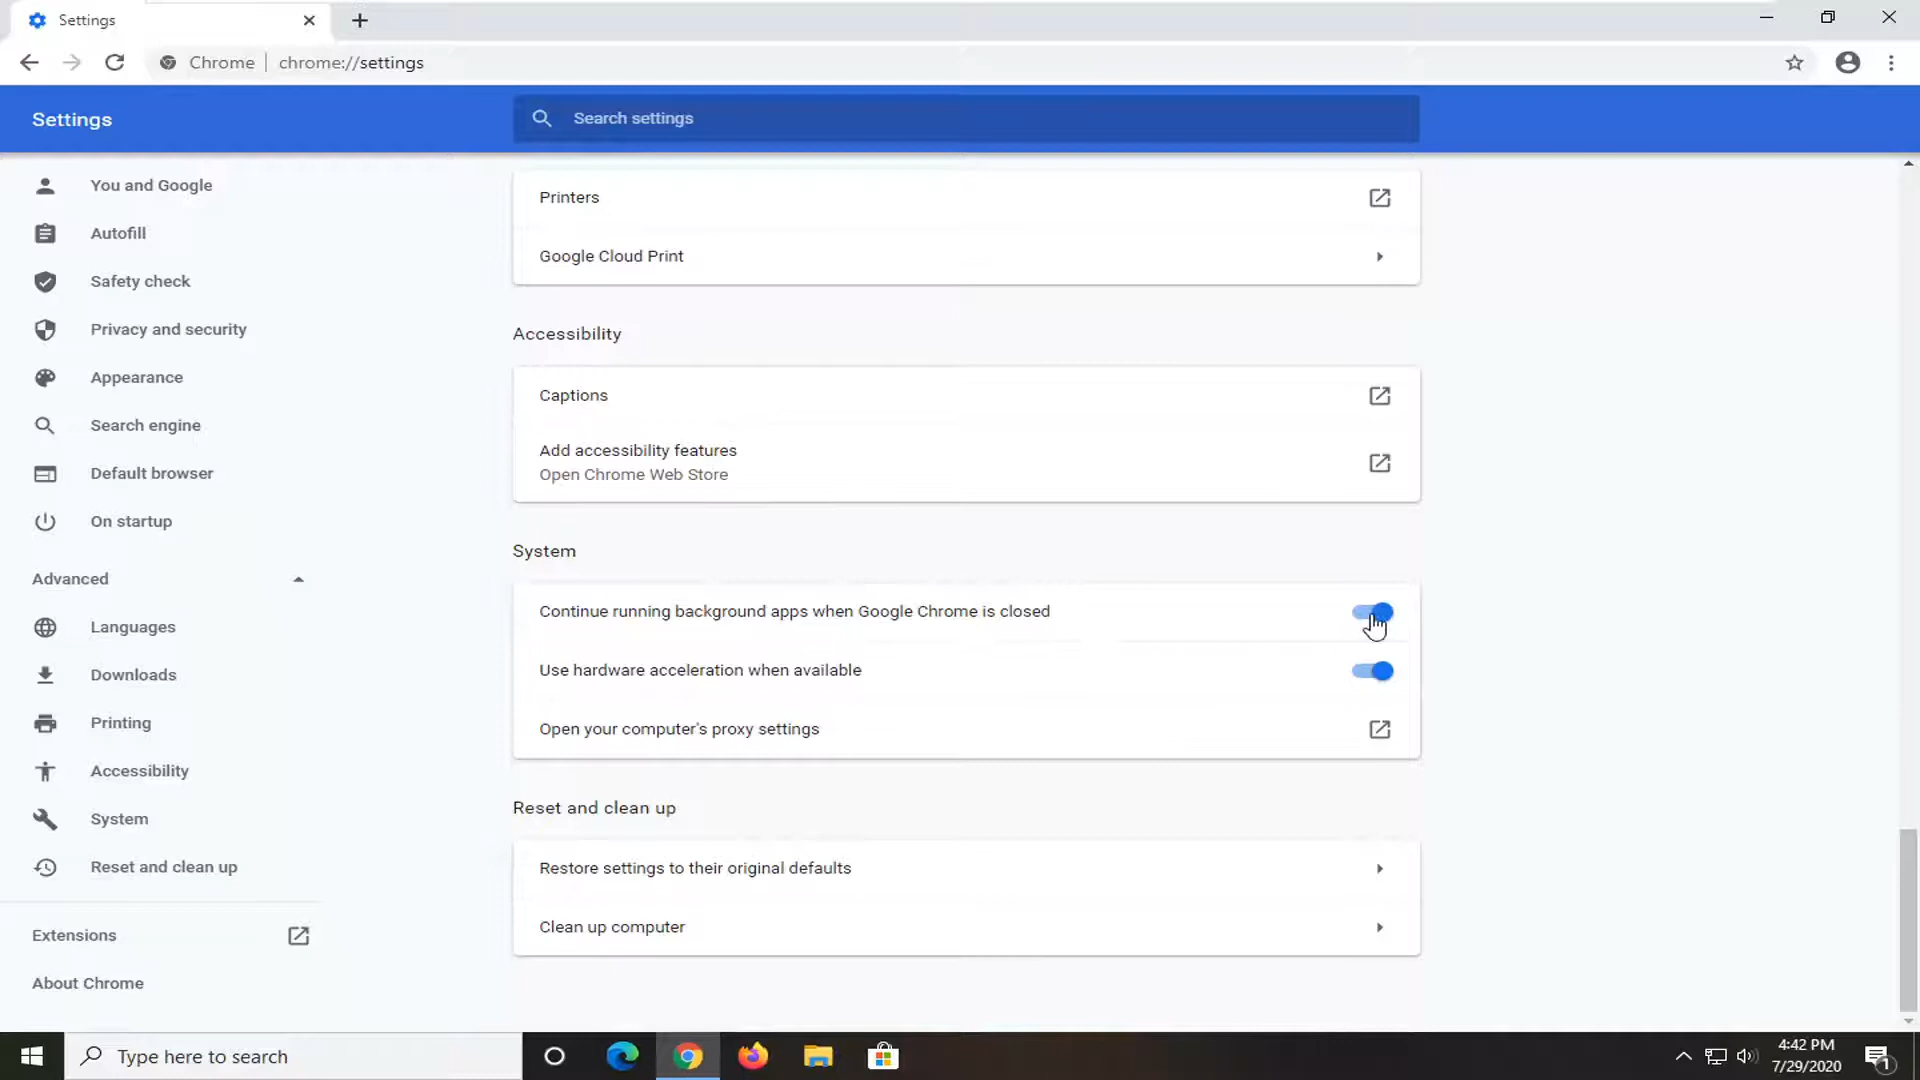 Settings
Chrome
chrome://settings
Settings
Search settings
You and Google
Autofill
Safety check
Privacy and security
Appearance
Search engine
Default browser
On startup
Advanced
Languages
Downloads
Printing
Accessibility
System
Reset and clean up
Extensions
About Chrome
Printers
Google Cloud Print
Accessibility
Captions
Add accessibility features
Open Chrome Web Store
System
Continue running background apps when Google Chrome is closed
Use hardware acceleration when available
Open your computer's proxy settings
Reset and clean up
Restore settings to their original defaults
Clean up computer
Type here to search
4:42 PM
7/29/2020
1